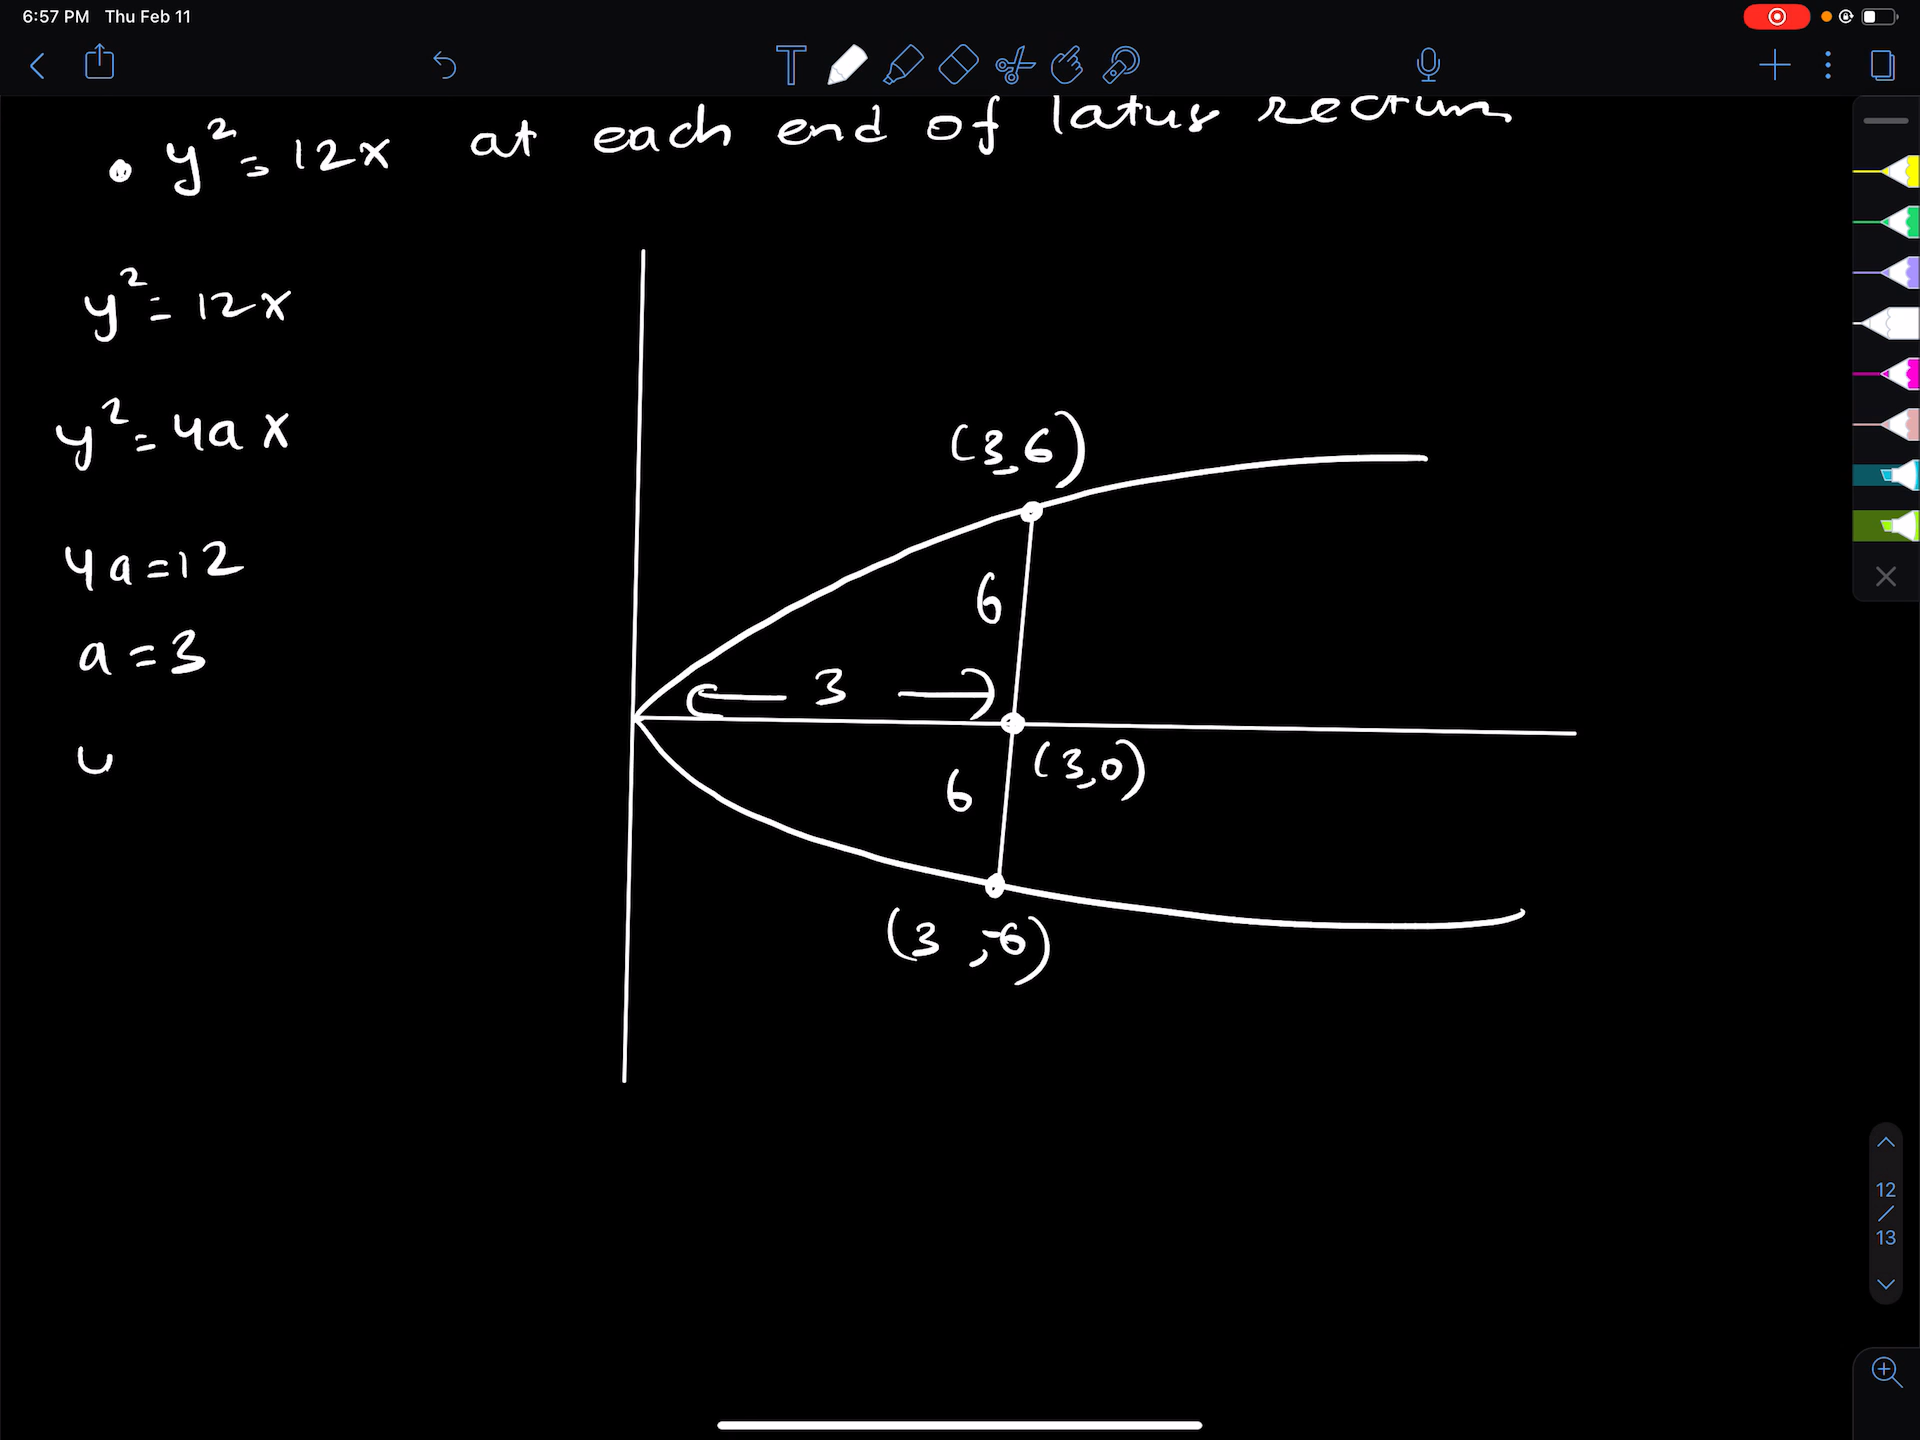 6:57 PM Thu Feb 11
• y² = 12x at each end of latus rectum
y² = 12x
y² = 4ax
4a = 12
a = 3
(3,6)
6
3
(3,0)
6
(3,-6)
12
/
13